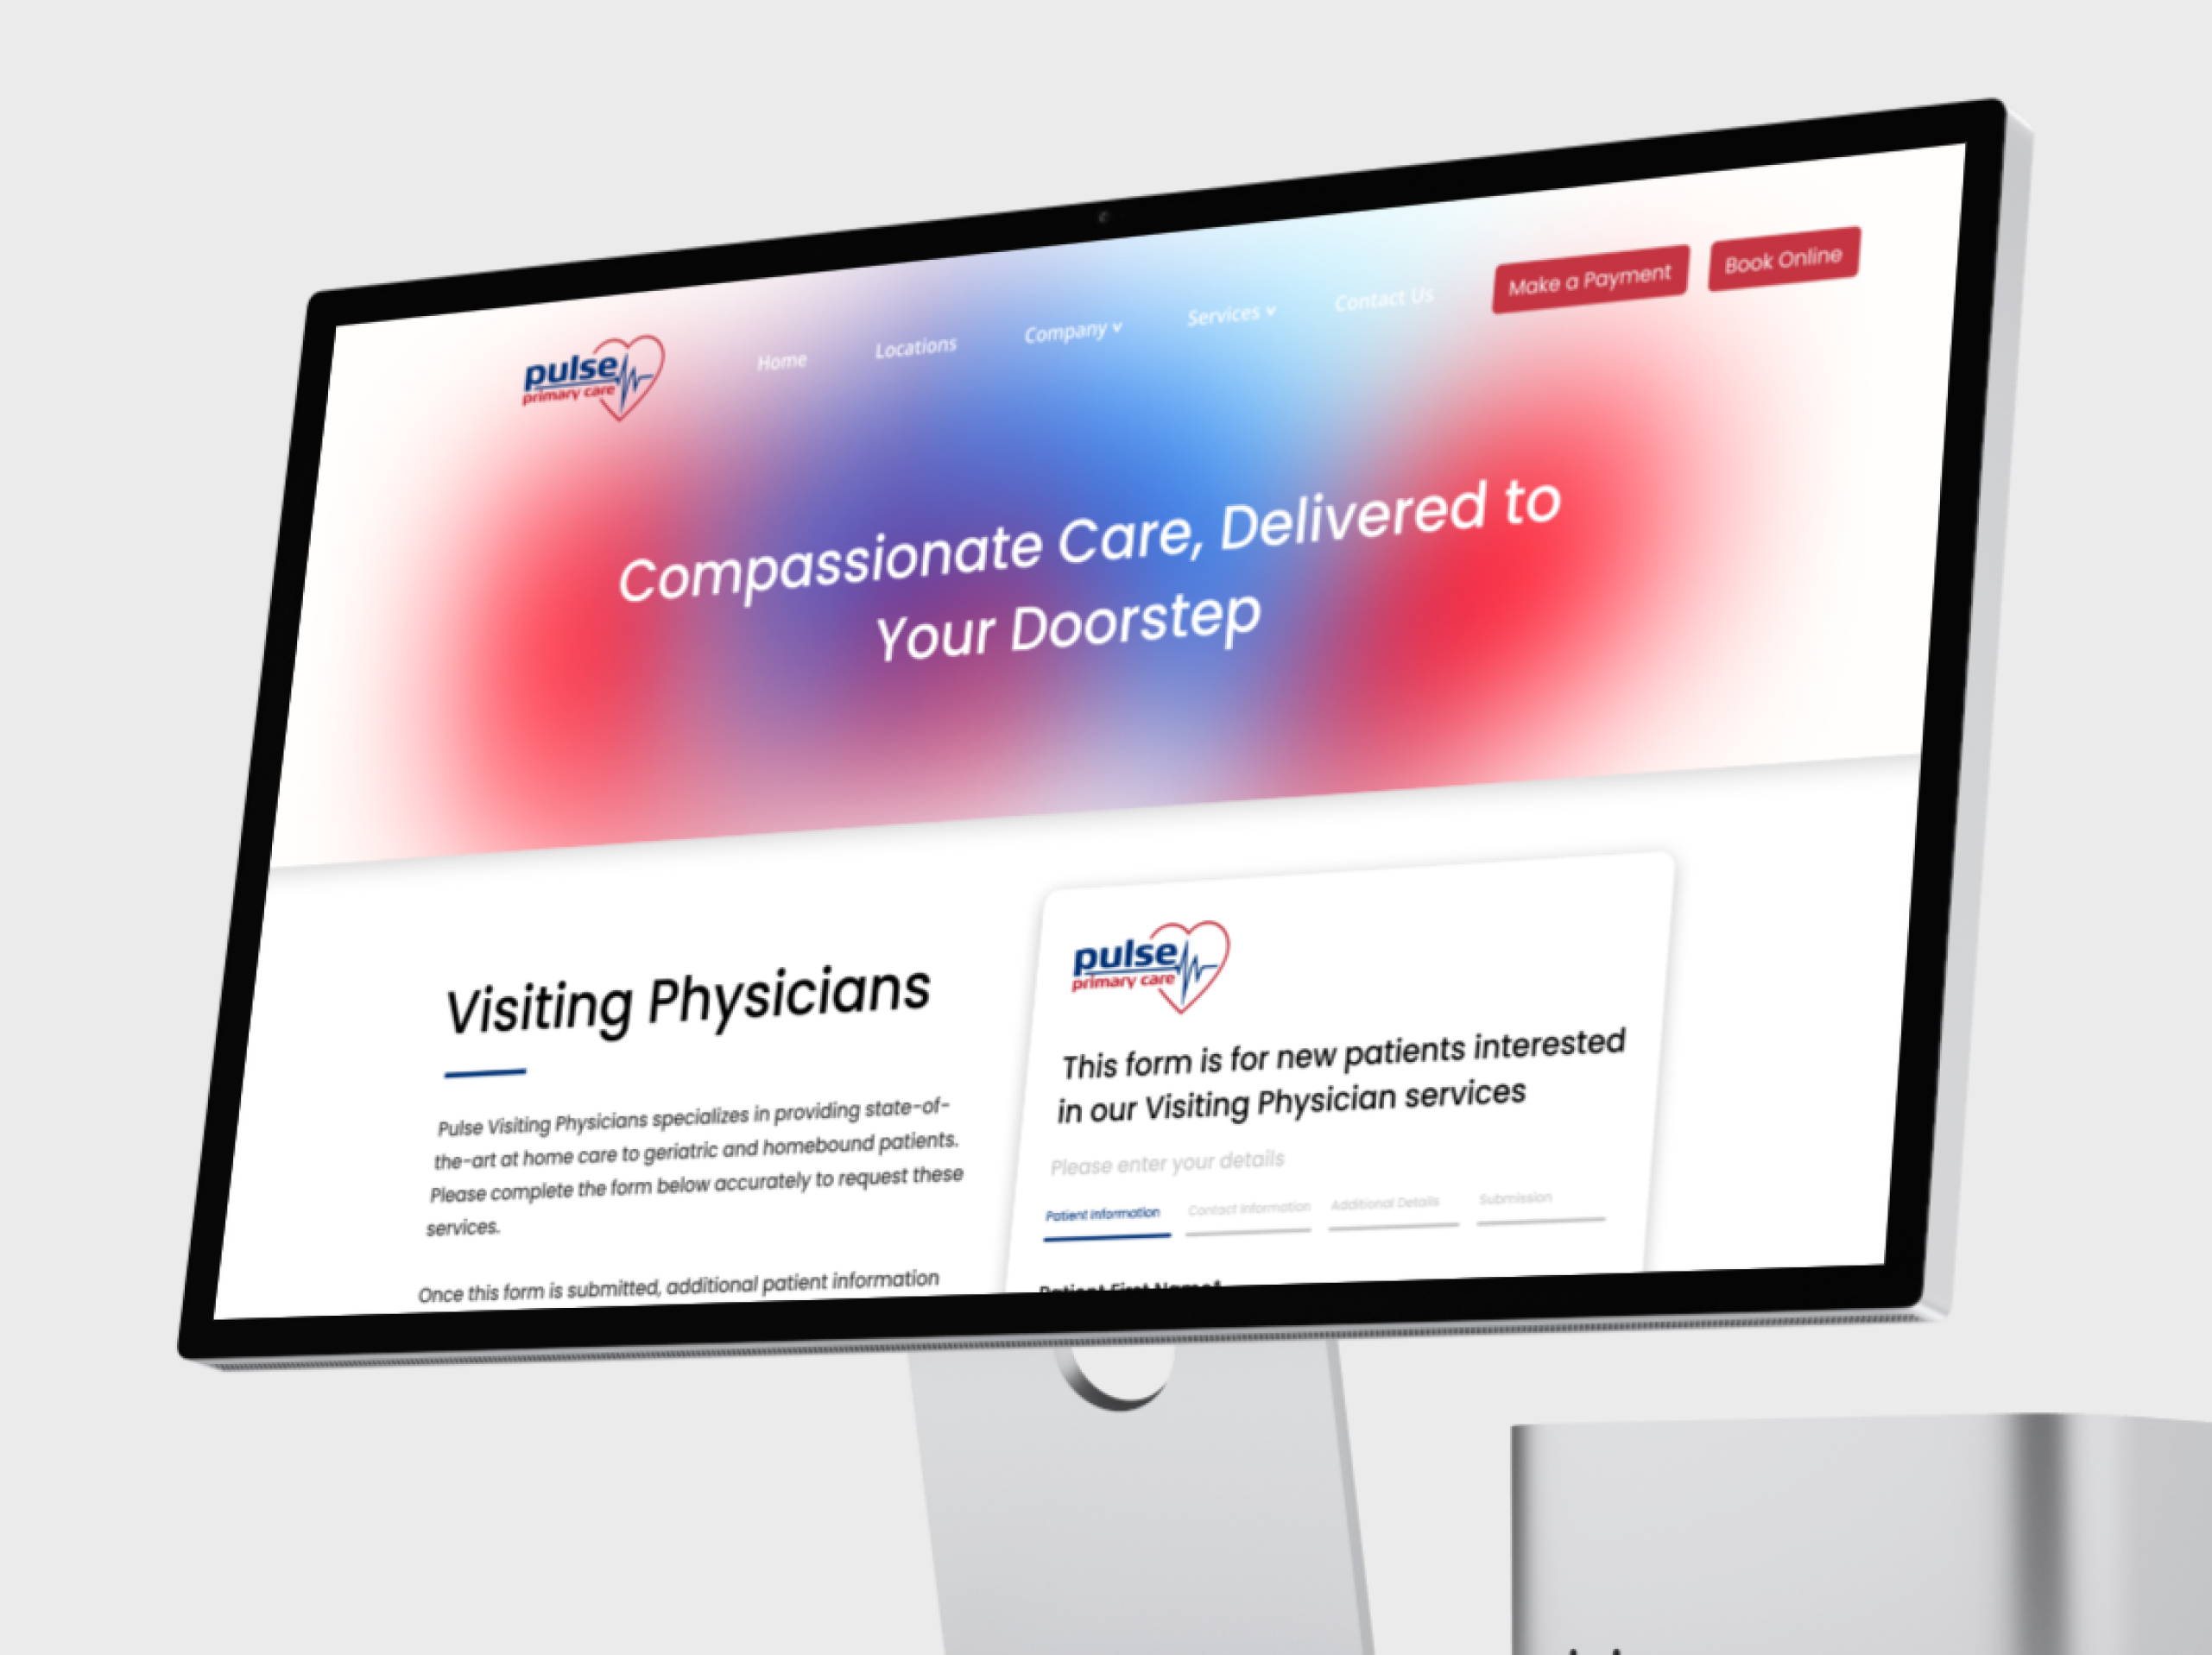 pulse
primary care
Home
Locations
Company
Services
Contact Us
Make a Payment
Book Online
Compassionate Care, Delivered to
Your Doorstep
Visiting Physicians
Pulse Visiting Physicians specializes in providing state-of-
the-art at home care to geriatric and homebound patients.
Please complete the form below accurately to request these
services.
Once this form is submitted, additional patient information
pulse
primary care
This form is for new patients interested
in our Visiting Physician services
Please enter your details
Patient Information
Contact Information
Additional Details
Submission
Patient First Name*